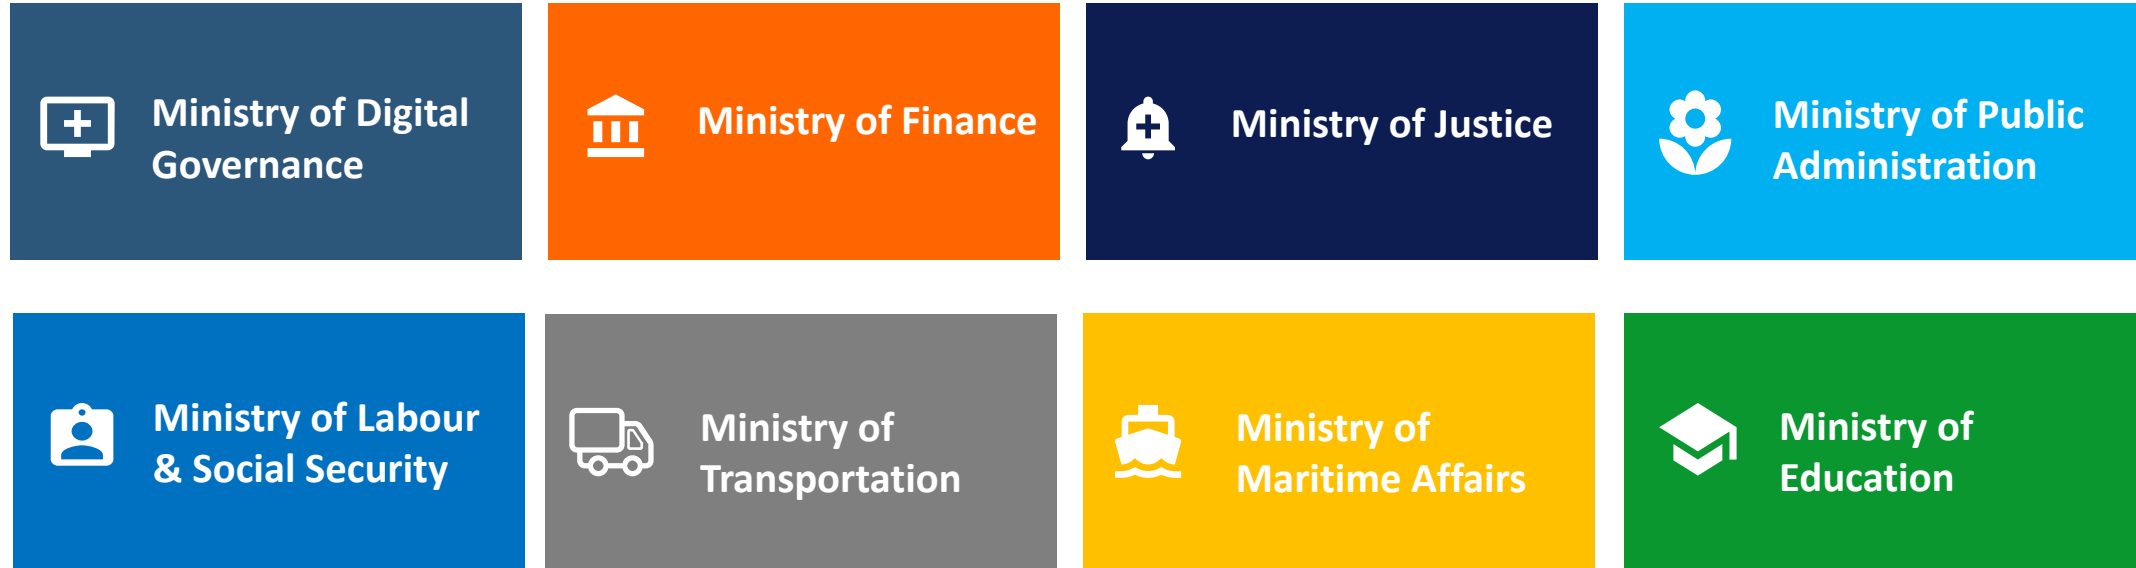 Ministry of Digital
Governance
Ministry of Finance
Ministry of Justice
Ministry of Public
Administration
Ministry of Labour
& Social Security
Ministry of
Transportation
Ministry of
Maritime Affairs
Ministry of
Education